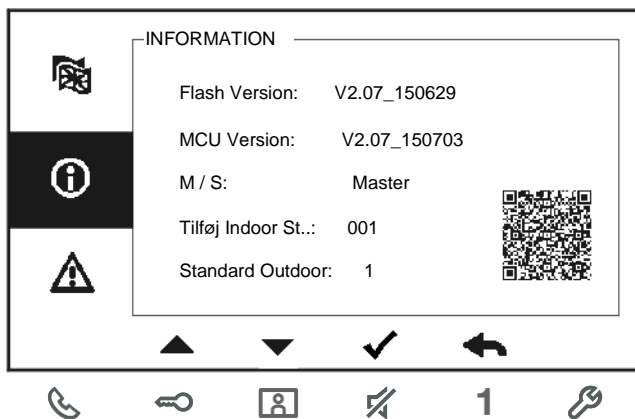 INFORMATION
Flash Version: V2.07_150629
MCU Version: V2.07_150703
M / S: Master
Tilføj Indoor St..: 001
Standard Outdoor: 1
1